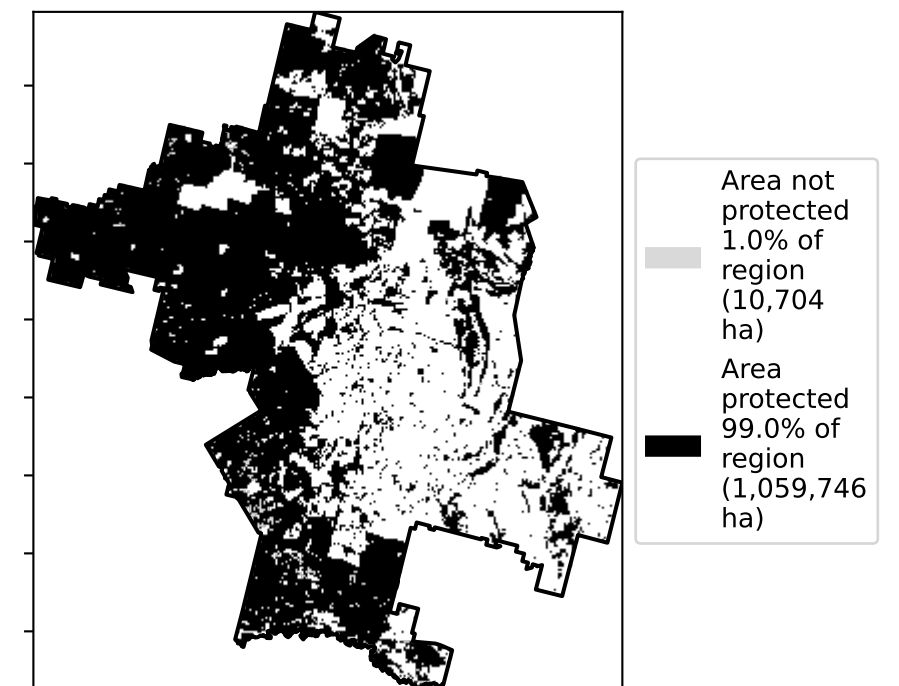 Area not
protected
1.0% of
region
(10,704
ha)
Area
protected
99.0% of
region
(1,059,746
ha)